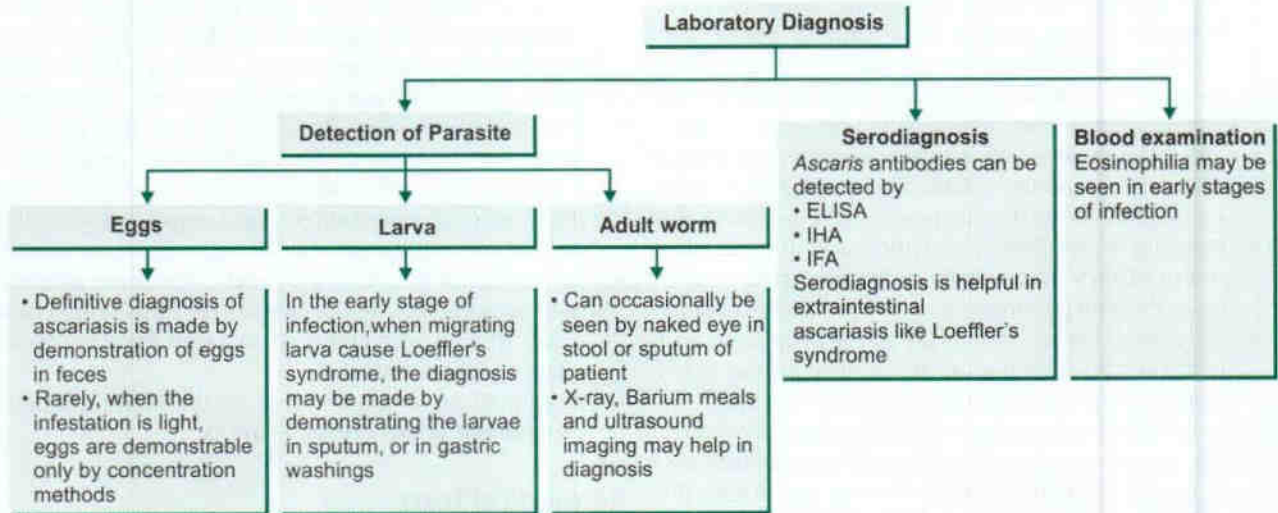 Laboratory Diagnosis
Detection of Parasite
Eggs
• Definitive diagnosis of
ascariasis is made by
demonstration of eggs
in feces
• Rarely, when the
infestation is light,
eggs are demonstrable
only by concentration
methods
Larva
In the early stage of
infection,when migrating
larva cause Loeffler's
syndrome, the diagnosis
may be made by
demonstrating the larvae
in sputum, or in gastric
washings
Adult worm
• Can occasionally be
seen by naked eye in
stool or sputum of
patient
• X-ray, Barium meals
and ultrasound
imaging may help in
diagnosis
Serodiagnosis
Ascaris antibodies can be
detected by
• ELISA
• IHA
• IFA
Serodiagnosis is helpful in
extraintestinal
ascariasis like Loeffler's
syndrome
Blood examination
Eosinophilia may be
seen in early stages
of infection